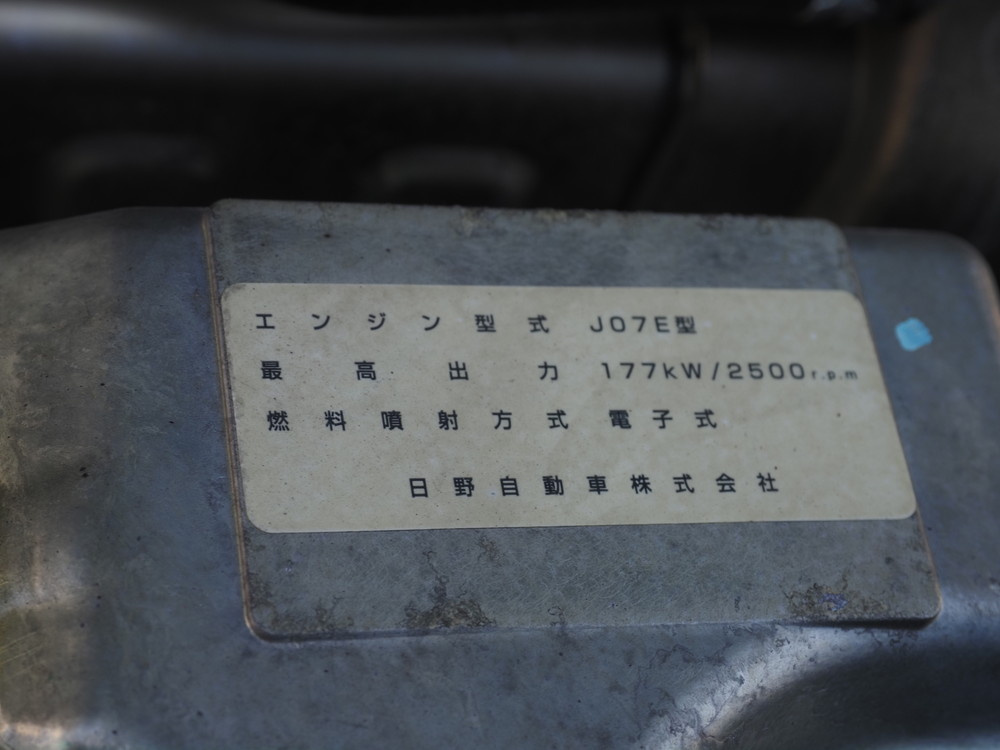 エンジン型式 J07E型
最高出力 177kW/2500r.p.m
燃料噴射方式 電子式
日野自動車株式会社